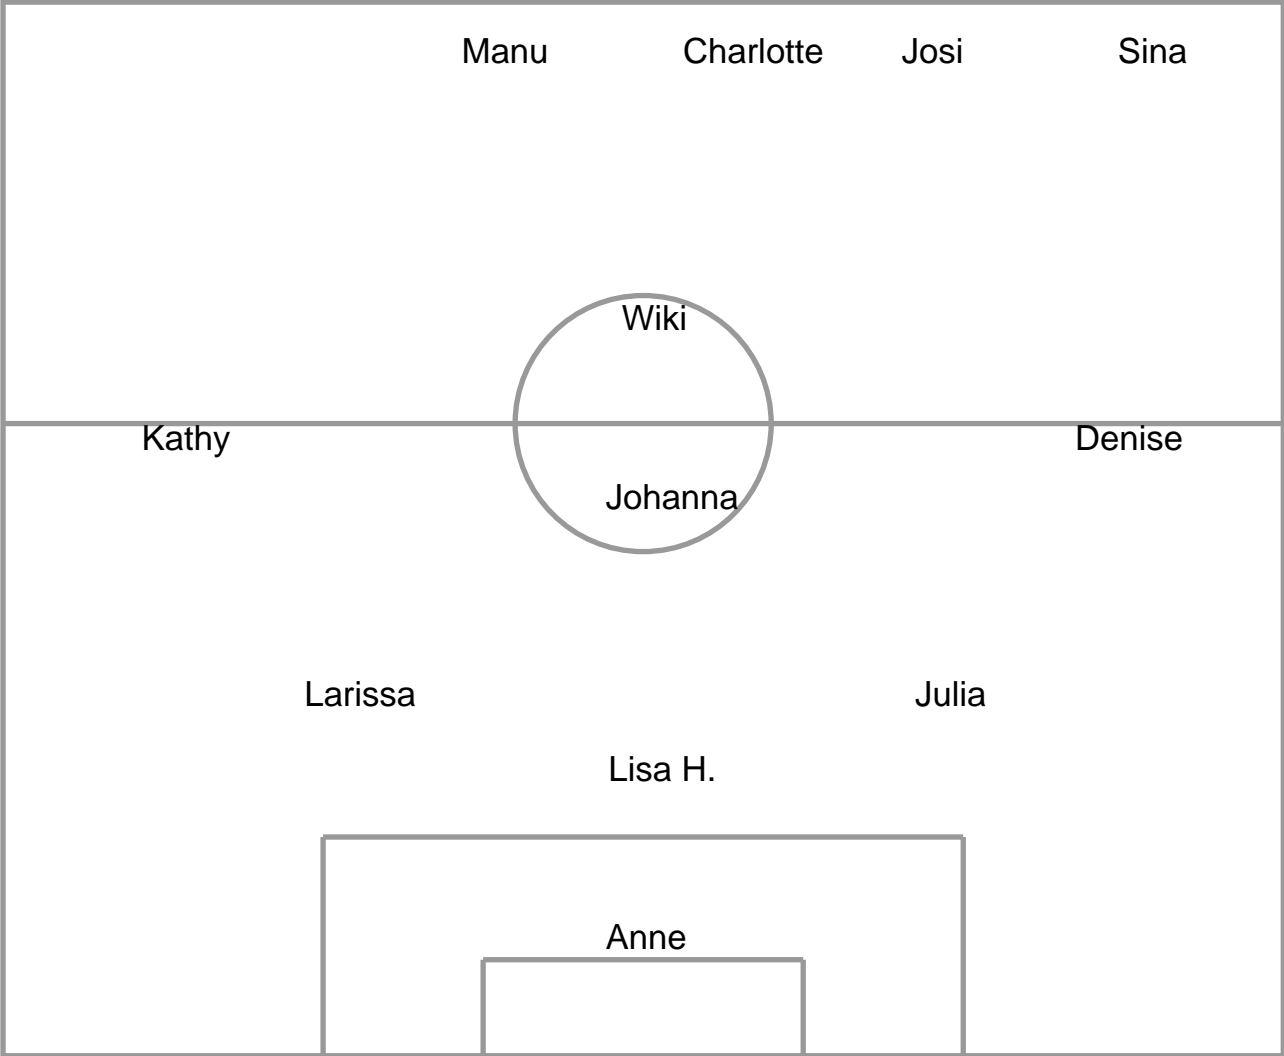 Manu Charlotte Josi Sina
Wiki
Kathy Denise
Johanna
Larissa Julia
Lisa H.
Anne